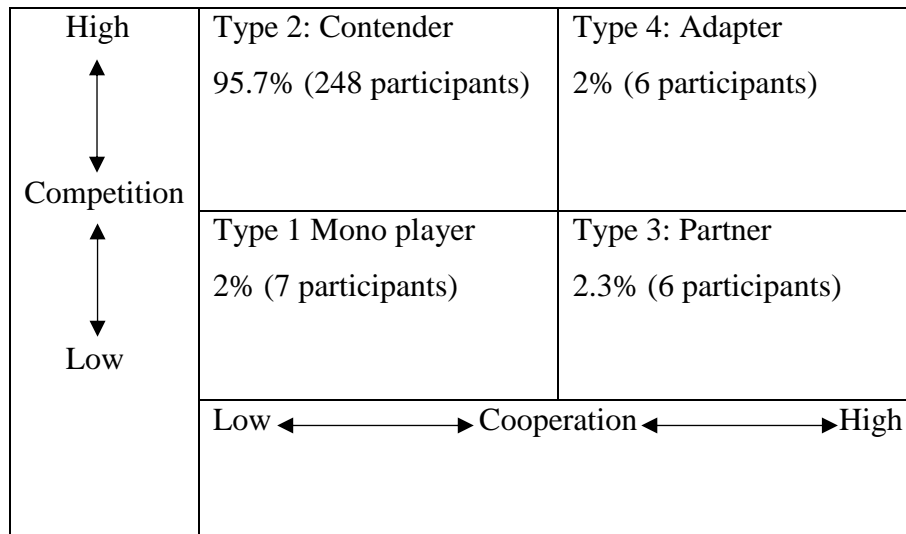 High
Type 2: Contender
Type 4: Adapter
95.7% (248 participants)
2% (6 participants)
Competition
Type 1 Mono player
Type 3: Partner
2% (7 participants)
2.3% (6 participants)
Low
Low Cooperation High